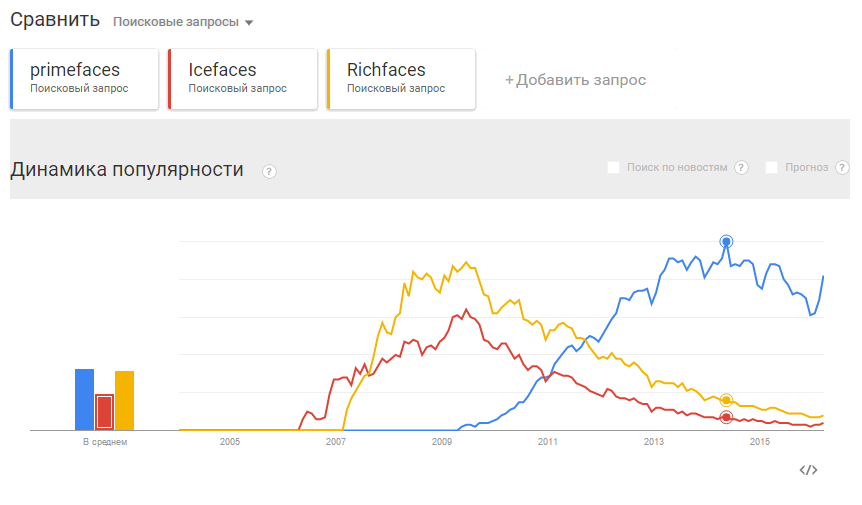 Сравнить Поисковые запросы
primefaces Icefaces Richfaces +Добавить запрос
Поисковый запрос Поисковый запрос Поисковый запрос
Динамика популярности ? Поиск по новостям ? Прогноз ?
В среднем 2005 2007 2009 2011 2013 2015
</>